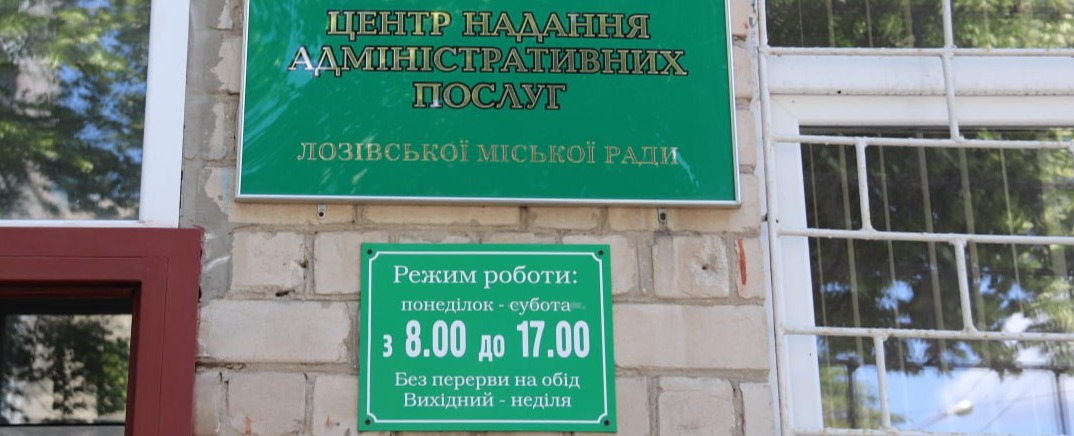 ЦЕНТР НАДАННЯ
АДМІНІСТРАТИВНИХ
ПОСЛУГ
ЛОЗІВСЬКОЇ МІСЬКОЇ РАДИ
Режим роботи:
понеділок - субота
з 8.00 до 17.00
Без перерви на обід
Вихідний - неділя